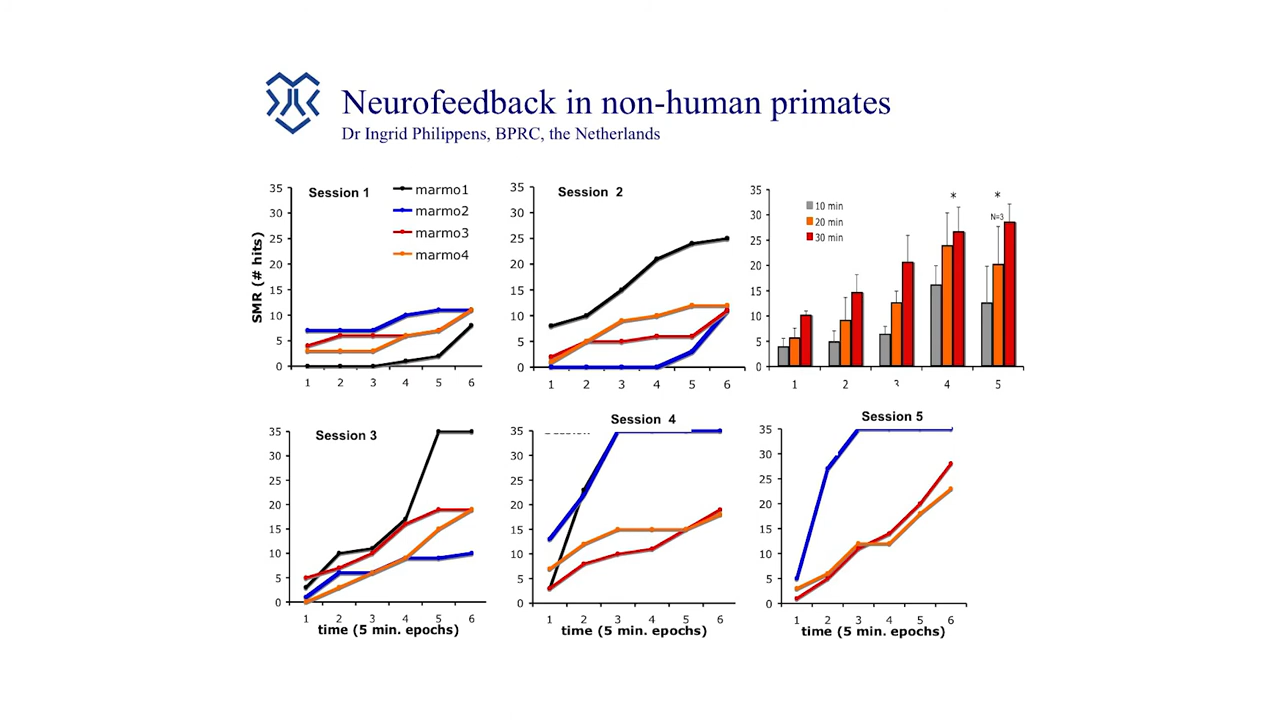 Neurofeedback in non-human primates
Dr Ingrid Philippens, BPRC, the Netherlands
SMR (# hits)
Session 1
marmo1
marmo2
marmo3
marmo4
35
30
25
20
15
10
5
0
1 2 3 4 5 6
Session 2
35
30
25
20
15
10
5
0
1 2 3 4 5 6
35
30
25
20
15
10
5
0
10 min
20 min
30 min
* *
N=3
1 2 3 4 5
Session 3
35
30
25
20
15
10
5
0
1 2 3 4 5 6
time (5 min. epochs)
Session 4
35
30
25
20
15
10
5
0
1 2 3 4 5 6
time (5 min. epochs)
Session 5
35
30
25
20
15
10
5
0
1 2 3 4 5 6
time (5 min. epochs)